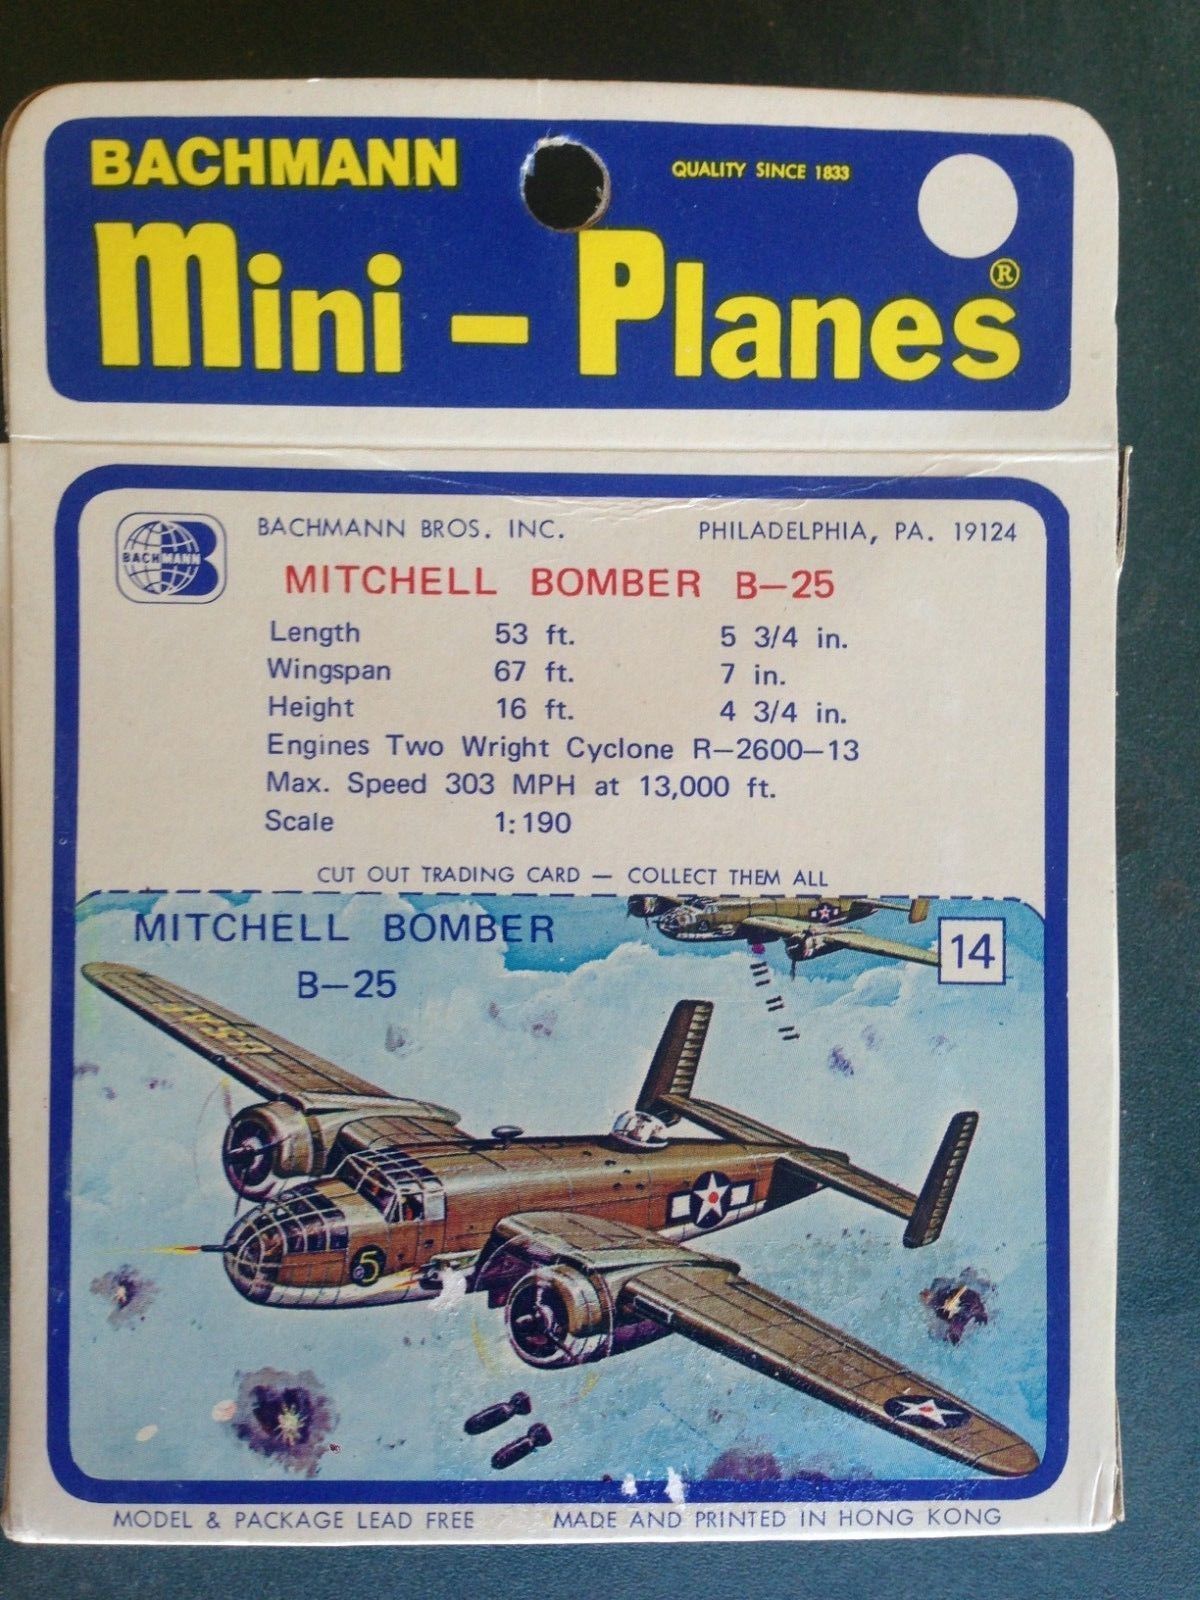 BACHMANN
QUALITY SINCE 1833
Mini – Planes®
BACHMANN
BACHMANN BROS. INC. PHILADELPHIA, PA. 19124
MITCHELL BOMBER B–25
Length 53 ft. 5 3/4 in.
Wingspan 67 ft. 7 in.
Height 16 ft. 4 3/4 in.
Engines Two Wright Cyclone R–2600–13
Max. Speed 303 MPH at 13,000 ft.
Scale 1:190
CUT OUT TRADING CARD — COLLECT THEM ALL
MITCHELL BOMBER
B–25
14
5
MODEL & PACKAGE LEAD FREE MADE AND PRINTED IN HONG KONG